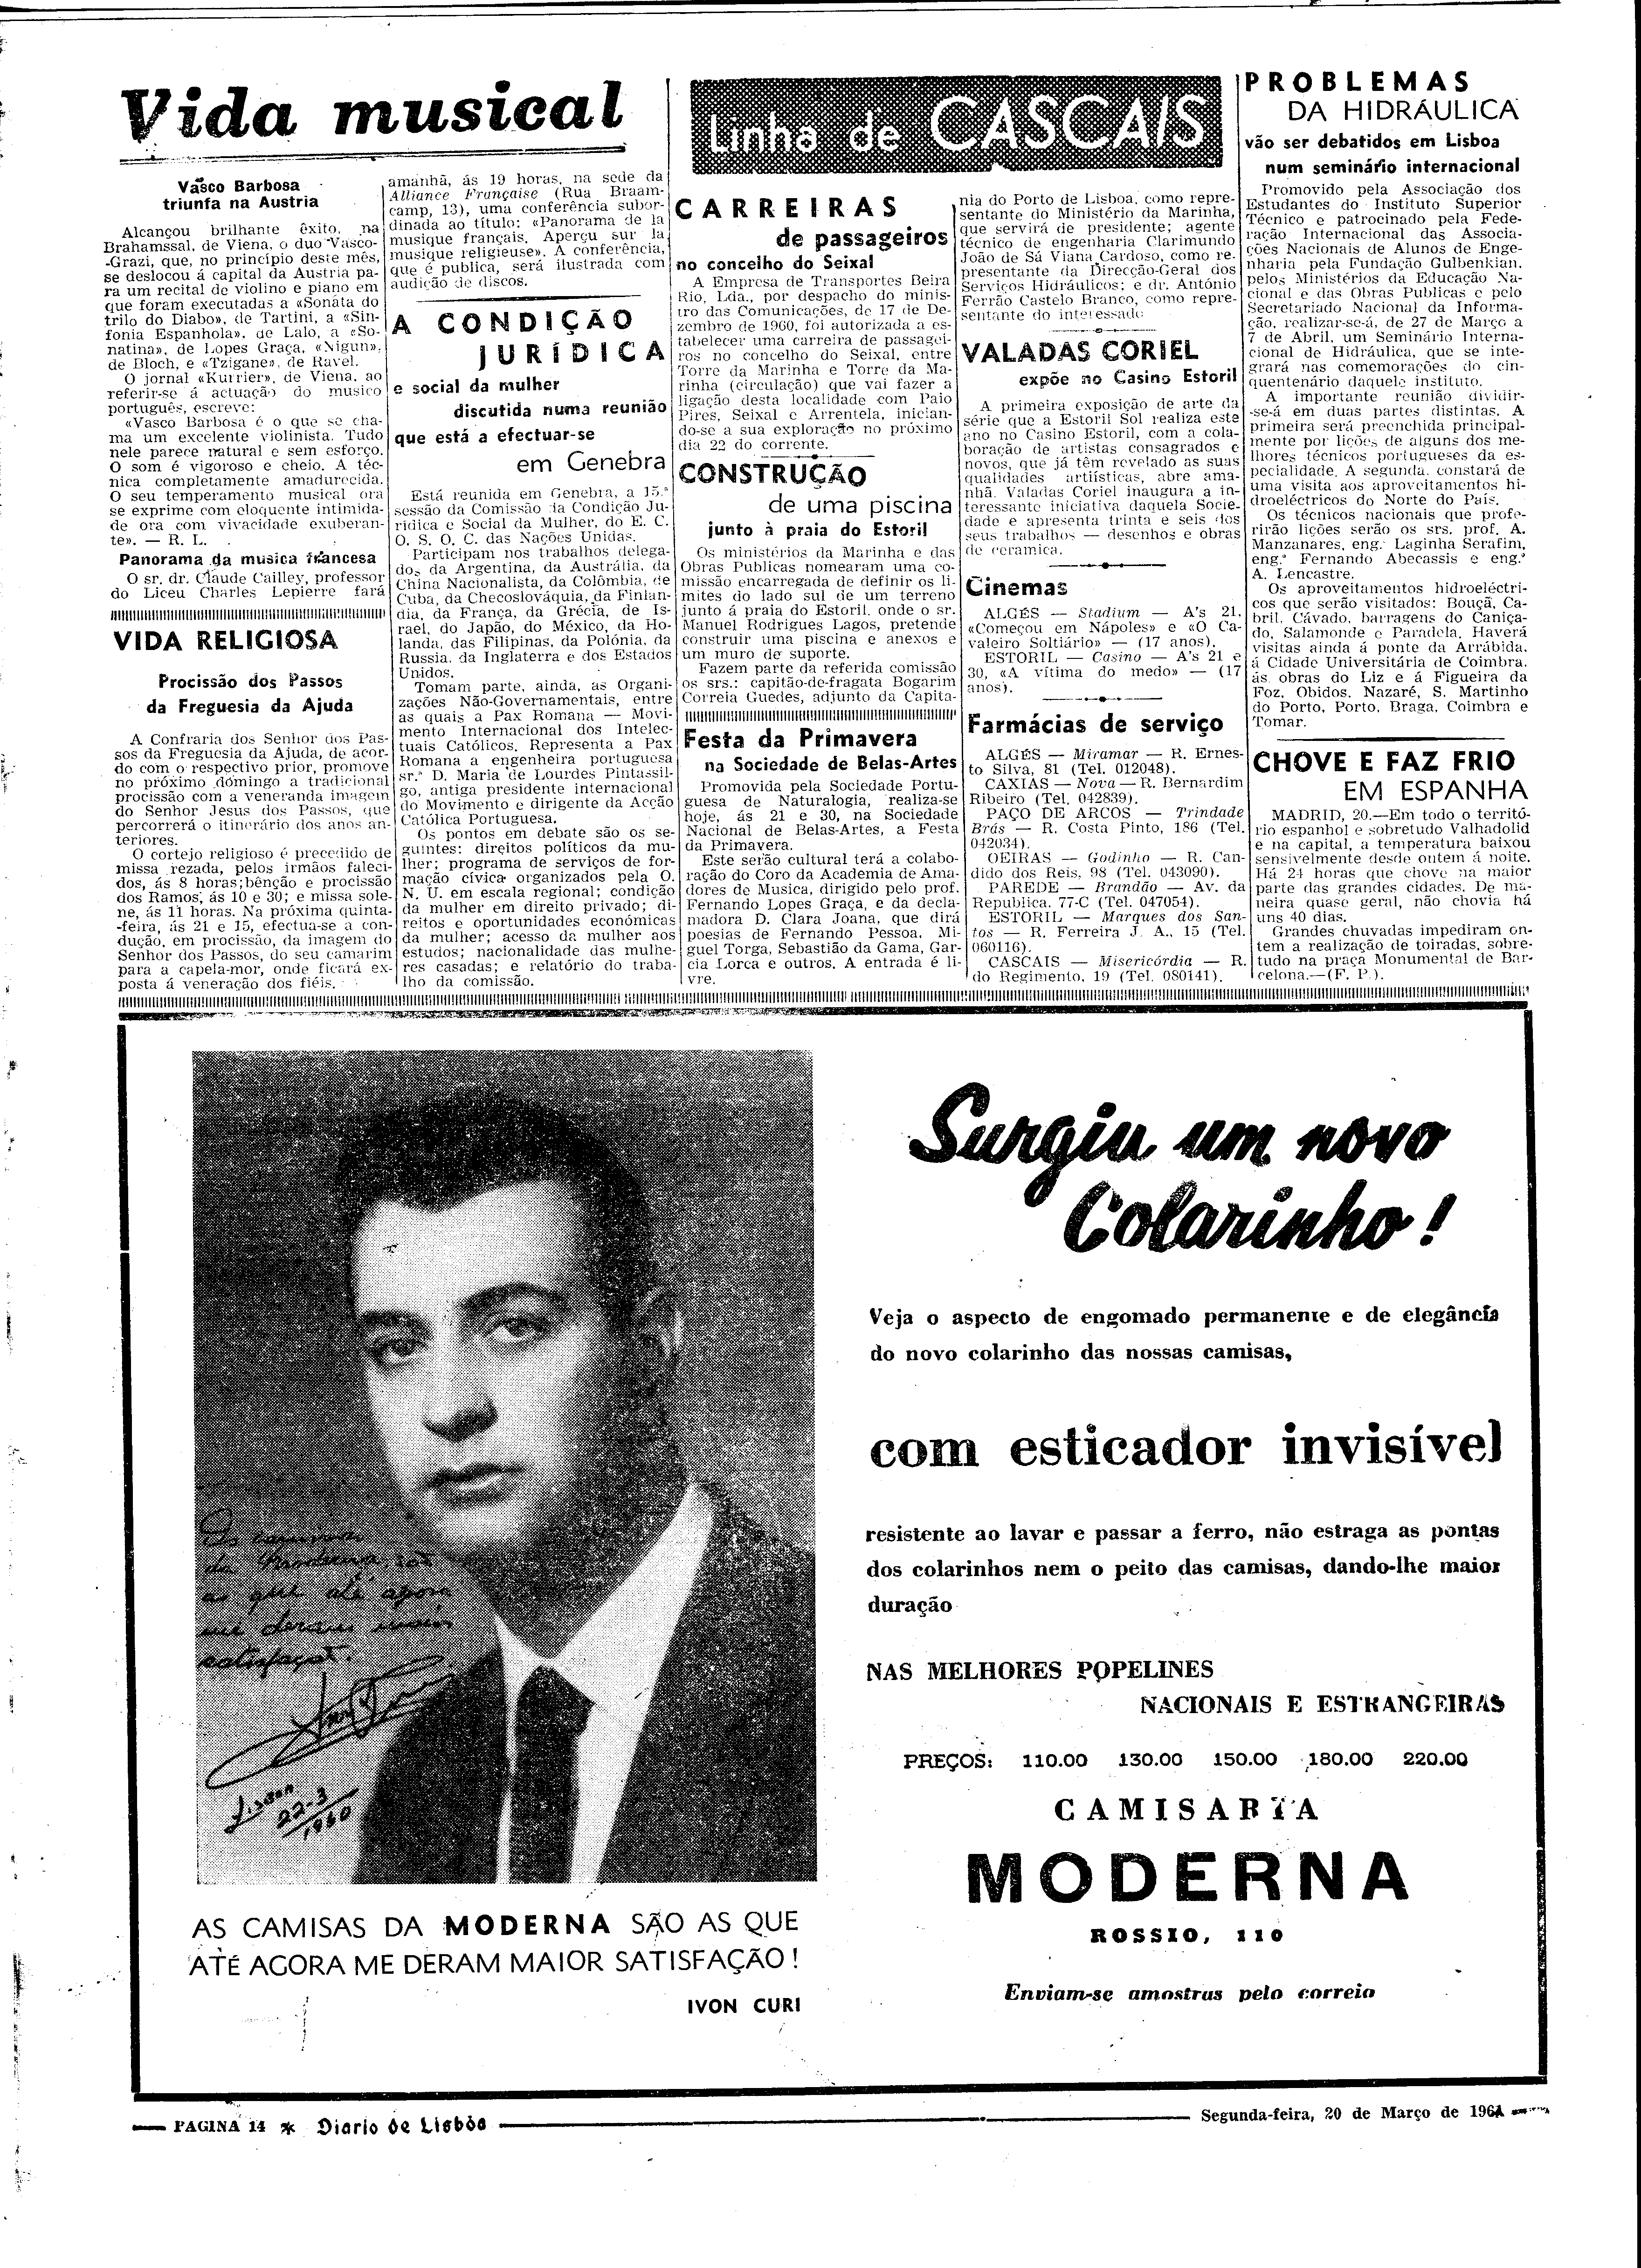 Vida musical
Vasco Barbosa
triunfa na Austria
Alcançou brilhante êxito, na
Brahamssal, de Viena, o duo Vasco-
-Grazi, que, no princípio deste mês,
se deslocou á capital da Austria pa-
ra um recital de violino e piano em
que foram executadas a «Sonata do
trilo do Diabo», de Tartini, a «Sin-
fonia Espanhola», de Lalo, a «So-
natina», de Lopes Graça, «Nigun»,
de Bloch, e «Tzigane», de Ravel.
O jornal «Kurrier», de Viena, ao
referir-se á actuação do musico
português, escreve:
«Vasco Barbosa é o que se cha-
ma um excelente violinista. Tudo
nele parece natural e sem esforço.
O som é vigoroso e cheio. A téc-
nica completamente amadurecida.
O seu temperamento musical ora
se exprime com eloquente intimida-
de ora com vivacidade exuberan-
te». — R. L.
Panorama da musica francesa
O sr. dr. Claude Cailley, professor
do Liceu Charles Lepierre fará
amanhã, ás 19 horas, na sede da
Alliance Française (Rua Braam-
camp, 13), uma conferência subor-
dinada ao título: «Panorama de la
musique français. Aperçu sur la
musique religieuse». A conferência,
que é publica, será ilustrada com
audição de discos.
VIDA RELIGIOSA
Procissão dos Passos
da Freguesia da Ajuda
A Confraria dos Senhor dos Pas-
sos da Freguesia da Ajuda, de acor-
do com o respectivo prior, promove
no próximo domingo a tradicional
procissão com a veneranda imagem
do Senhor Jesus dos Passos, que
percorrerá o itinerário dos anos an-
teriores.
O cortejo religioso é precedido de
missa rezada, pelos irmãos faleci-
dos, ás 8 horas; bênção e procissão
dos Ramos, ás 10 e 30; e missa sole-
ne, ás 11 horas. Na próxima quinta-
-feira, ás 21 e 15, efectua-se a con-
dução, em procissão, da imagem do
Senhor dos Passos, do seu camarim
para a capela-mor, onde ficará ex-
posta á veneração dos fiéis.
A CONDIÇÃO
JURÍDICA
e social da mulher
discutida numa reunião
que está a efectuar-se
em Genebra
Está reunida em Genebra, a 15.ª
sessão da Comissão da Condição Ju-
rídica e Social da Mulher, do E. C.
O. S. O. C. das Nações Unidas.
Participam nos trabalhos delega-
dos da Argentina, da Austrália, da
China Nacionalista, da Colômbia, de
Cuba, da Checoslováquia, da Finlan-
dia, da França, da Grécia, de Is-
rael, do Japão, do México, da Ho-
landa, das Filipinas, da Polónia, da
Russia, da Inglaterra e dos Estados
Unidos.
Tomam parte, ainda, as Organi-
zações Não-Governamentais, entre
as quais a Pax Romana — Movi-
mento Internacional dos Intelec-
tuais Católicos. Representa a Pax
Romana a engenheira portuguesa
sr.ª D. Maria de Lourdes Pintassil-
go, antiga presidente internacional
do Movimento e dirigente da Acção
Católica Portuguesa.
Os pontos em debate são os se-
guintes: direitos políticos da mu-
lher; programa de serviços de for-
mação cívica organizados pela O.
N. U. em escala regional; condição
da mulher em direito privado; di-
reitos e oportunidades económicas
da mulher; acesso da mulher aos
estudos; nacionalidade das mulhe-
res casadas; e relatório do traba-
lho da comissão.
Linha de CASCAIS
CARREIRAS
de passageiros
no concelho do Seixal
A Empresa de Transportes Beira
Rio, Lda., por despacho do minis-
tro das Comunicações, de 17 de De-
zembro de 1960, foi autorizada a es-
tabelecer uma carreira de passagei-
ros no concelho do Seixal, entre
Torre da Marinha e Torre da Ma-
rinha (circulação) que vai fazer a
ligação desta localidade com Paio
Pires, Seixal e Arrentela, inician-
do-se a sua exploração no próximo
dia 22 do corrente.
CONSTRUÇÃO
de uma piscina
junto à praia do Estoril
Os ministérios da Marinha e das
Obras Publicas nomearam uma co-
missão encarregada de definir os li-
mites do lado sul de um terreno
junto á praia do Estoril, onde o sr.
Manuel Rodrigues Lagos, pretende
construir uma piscina e anexos e
um muro de suporte.
Fazem parte da referida comissão
os srs.: capitão-de-fragata Bogarim
Correia Guedes, adjunto da Capita-
nia do Porto de Lisboa, como repre-
sentante do Ministério da Marinha,
que servirá de presidente; agente
técnico de engenharia Clarimundo
João de Sá Viana Cardoso, como re-
presentante da Direcção-Geral dos
Serviços Hidráulicos; e dr. António
Ferrão Castelo Branco, como repre-
sentante do interessado
Festa da Primavera
na Sociedade de Belas-Artes
Promovida pela Sociedade Portu-
guesa de Naturalogia, realiza-se
hoje, ás 21 e 30, na Sociedade
Nacional de Belas-Artes, a Festa
da Primavera.
Este serão cultural terá a colabo-
ração do Coro da Academia de Ama-
dores de Musica, dirigido pelo prof.
Fernando Lopes Graça, e da decla-
madora D. Clara Joana, que dirá
poesias de Fernando Pessoa, Mi-
guel Torga, Sebastião da Gama, Gar-
cia Lorca e outros. A entrada é li-
vre.
VALADAS CORIEL
expõe no Casino Estoril
A primeira exposição de arte da
série que a Estoril Sol realiza este
ano no Casino Estoril, com a cola-
boração de artistas consagrados e
novos, que já têm revelado as suas
qualidades artísticas, abre ama-
nhã. Valadas Coriel inaugura a in-
teressante iniciativa daquela Socie-
dade e apresenta trinta e seis dos
seus trabalhos — desenhos e obras
de ceramica.
Cinemas
ALGÉS — Stadium — A's 21,
«Começou em Nápoles» e «O Ca-
valeiro Soltiário» — (17 anos).
ESTORIL — Casino — A's 21 e
30, «A vítima do medo» — (17
anos).
Farmácias de serviço
ALGÉS — Miramar — R. Ernes-
to Silva, 81 (Tel. 012048).
CAXIAS — Nova — R. Bernardim
Ribeiro (Tel. 042839).
PAÇO DE ARCOS — Trindade
Brás — R. Costa Pinto, 186 (Tel.
042034).
OEIRAS — Godinho — R. Can-
dido dos Reis, 98 (Tel. 043090).
PAREDE — Brandão — Av. da
Republica, 77-C (Tel. 047054).
ESTORIL — Marques dos San-
tos — R. Ferreira J. A., 15 (Tel.
060116).
CASCAIS — Misericórdia — R.
do Regimento, 19 (Tel. 080141).
PROBLEMAS
DA HIDRÁULICA
vão ser debatidos em Lisboa
num seminário internacional
Promovido pela Associação dos
Estudantes do Instituto Superior
Técnico e patrocinado pela Fede-
ração Internacional das Associa-
ções Nacionais de Alunos de Enge-
nharia pela Fundação Gulbenkian,
pelos Ministérios da Educação Na-
cional e das Obras Publicas e pelo
Secretariado Nacional da Informa-
ção, realizar-se-á, de 27 de Março a
7 de Abril, um Seminário Interna-
cional de Hidráulica, que se inte-
grará nas comemorações do cin-
quentenário daquele instituto.
A importante reunião dividir-
-se-á em duas partes distintas. A
primeira será preenchida principal-
mente por lições de alguns dos me-
lhores técnicos portugueses da es-
pecialidade. A segunda, constará de
uma visita aos aproveitamentos hi-
droeléctricos do Norte do País.
Os técnicos nacionais que profe-
rirão lições serão os srs. prof. A.
Manzanares, eng.º Laginha Serafim,
eng.º Fernando Abecassis e eng.º
A. Lencastre.
Os aproveitamentos hidroeléctri-
cos que serão visitados: Bouçã, Ca-
bril, Cávado, barragens do Caniça-
do, Salamonde e Paradela. Haverá
visitas ainda á ponte da Arrábida,
á Cidade Universitária de Coimbra,
ás obras do Liz e á Figueira da
Foz, Obidos, Nazaré, S. Martinho
do Porto, Porto, Braga, Coimbra e
Tomar.
CHOVE E FAZ FRIO
EM ESPANHA
MADRID, 20.—Em todo o territó-
rio espanhol e sobretudo Valhadolid
e na capital, a temperatura baixou
sensivelmente desde ontem á noite.
Há 24 horas que chove na maior
parte das grandes cidades. De ma-
neira quase geral, não chovia há
uns 40 dias.
Grandes chuvadas impediram on-
tem a realização de toiradas, sobre-
tudo na praça Monumental de Bar-
celona.—(F. P.).
As camisas
da Moderna são
as que até agora
me deram mais
satisfação.
Lisboa
22-3
1960
AS CAMISAS DA MODERNA SÃO AS QUE
ATÉ AGORA ME DERAM MAIOR SATISFAÇÃO!
IVON CURI
Surgiu um novo
Colarinho!
Veja o aspecto de engomado permanente e de elegância
do novo colarinho das nossas camisas,
com esticador invisível
resistente ao lavar e passar a ferro, não estraga as pontas
dos colarinhos nem o peito das camisas, dando-lhe maior
duração
NAS MELHORES POPELINES
NACIONAIS E ESTRANGEIRAS
PREÇOS: 110.00 130.00 150.00 180.00 220.00
CAMISARIA
MODERNA
ROSSIO, 110
Enviam-se amostras pelo correio
PAGINA 14 * Diario de Lisbôa
Segunda-feira, 20 de Março de 1961